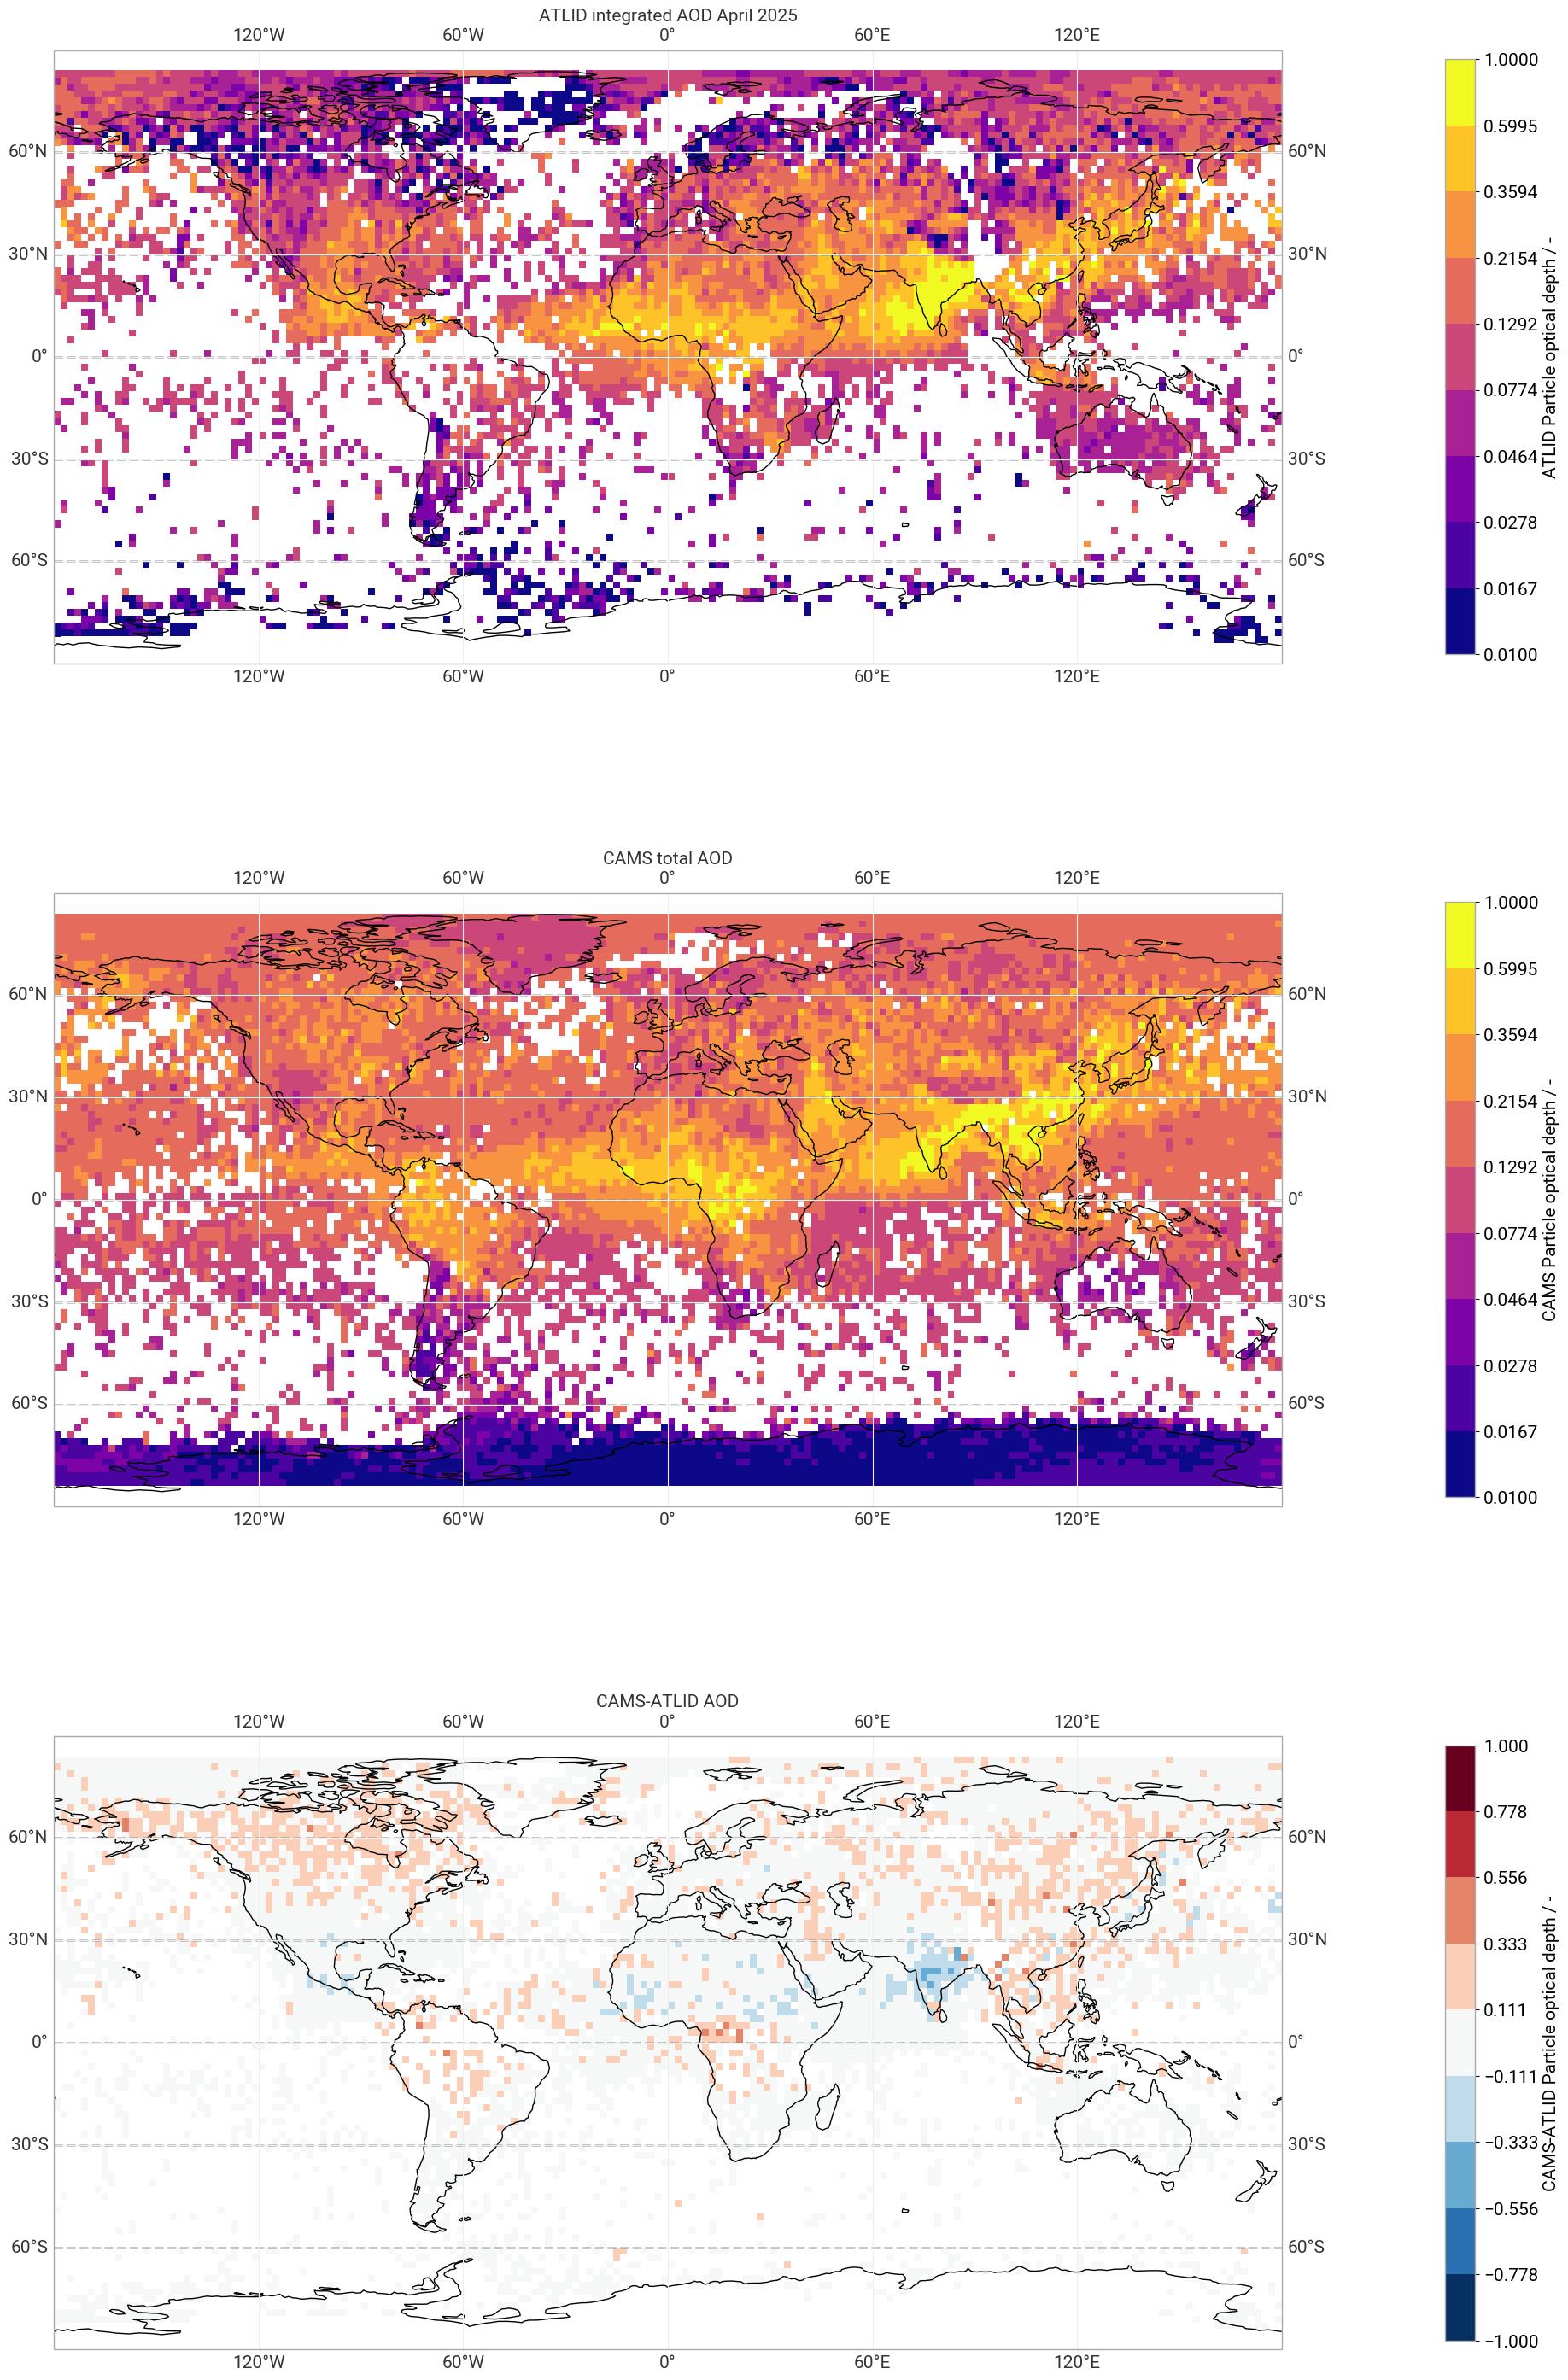 ATLID integrated AOD April 2025
120°W 60°W 0° 60°E 120°E
60°N 60°N
30°N 30°N
0° 0°
30°S 30°S
60°S 60°S
120°W 60°W 0° 60°E 120°E
1.0000
0.5995
0.3594
0.2154
0.1292
0.0774
0.0464
0.0278
0.0167
0.0100
ATLID Particle optical depth / -
CAMS total AOD
120°W 60°W 0° 60°E 120°E
60°N 60°N
30°N 30°N
0° 0°
30°S 30°S
60°S 60°S
120°W 60°W 0° 60°E 120°E
1.0000
0.5995
0.3594
0.2154
0.1292
0.0774
0.0464
0.0278
0.0167
0.0100
CAMS Particle optical depth / -
CAMS-ATLID AOD
120°W 60°W 0° 60°E 120°E
60°N 60°N
30°N 30°N
0° 0°
30°S 30°S
60°S 60°S
120°W 60°W 0° 60°E 120°E
1.000
0.778
0.556
0.333
0.111
−0.111
−0.333
−0.556
−0.778
−1.000
CAMS-ATLID Particle optical depth / -